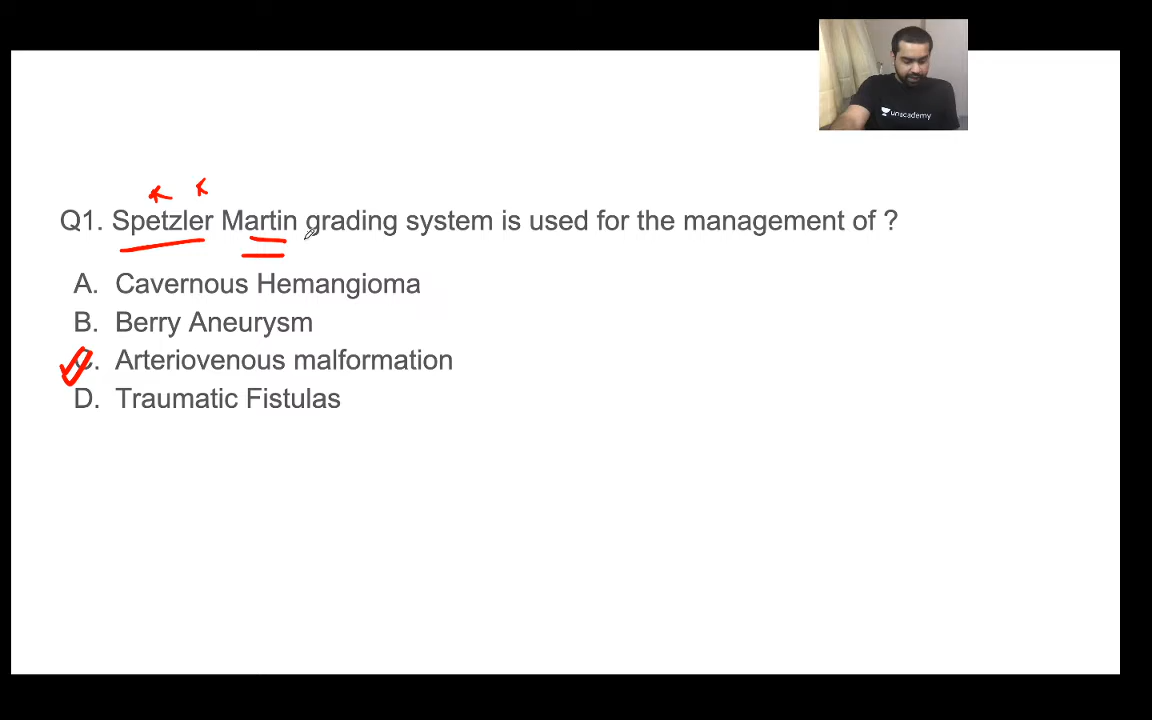 unacademy
Q1. Spetzler Martin grading system is used for the management of ?
A. Cavernous Hemangioma
B. Berry Aneurysm
C. Arteriovenous malformation
D. Traumatic Fistulas